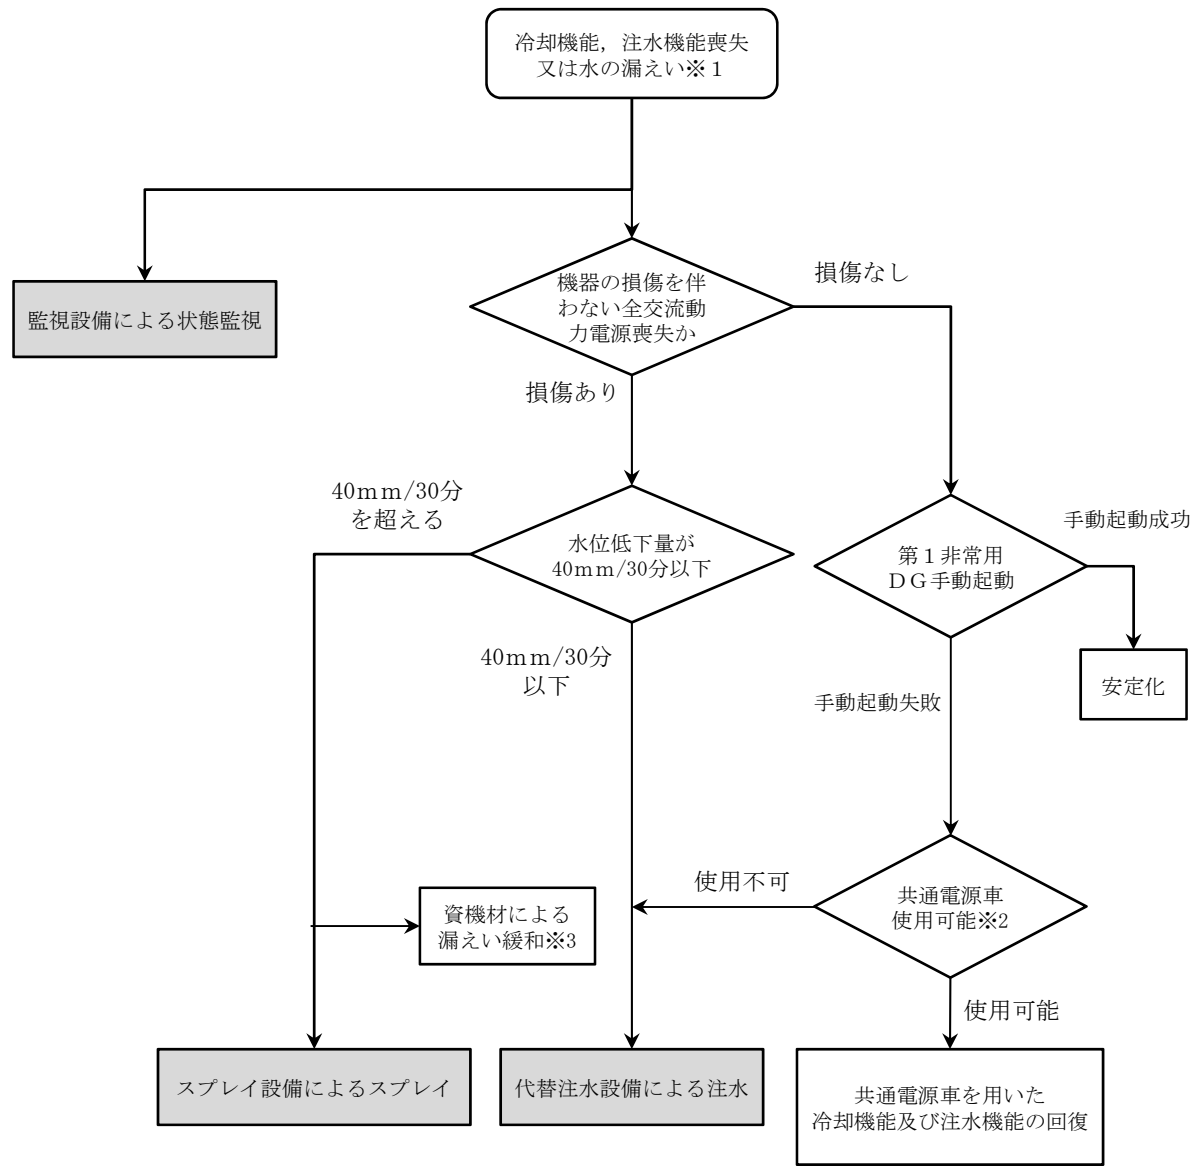 冷却機能，注水機能喪失
又は水の漏えい※１
機器の損傷を伴
わない全交流動
力電源喪失か
損傷なし
監視設備による状態監視
損傷あり
40mm/30分
を超える
水位低下量が
40mm/30分以下
手動起動成功
第１非常用
ＤＧ手動起動
40mm/30分
以下
安定化
手動起動失敗
使用不可
共通電源車
使用可能※2
資機材による
漏えい緩和※3
使用可能
スプレイ設備によるスプレイ
代替注水設備による注水
共通電源車を用いた
冷却機能及び注水機能の回復